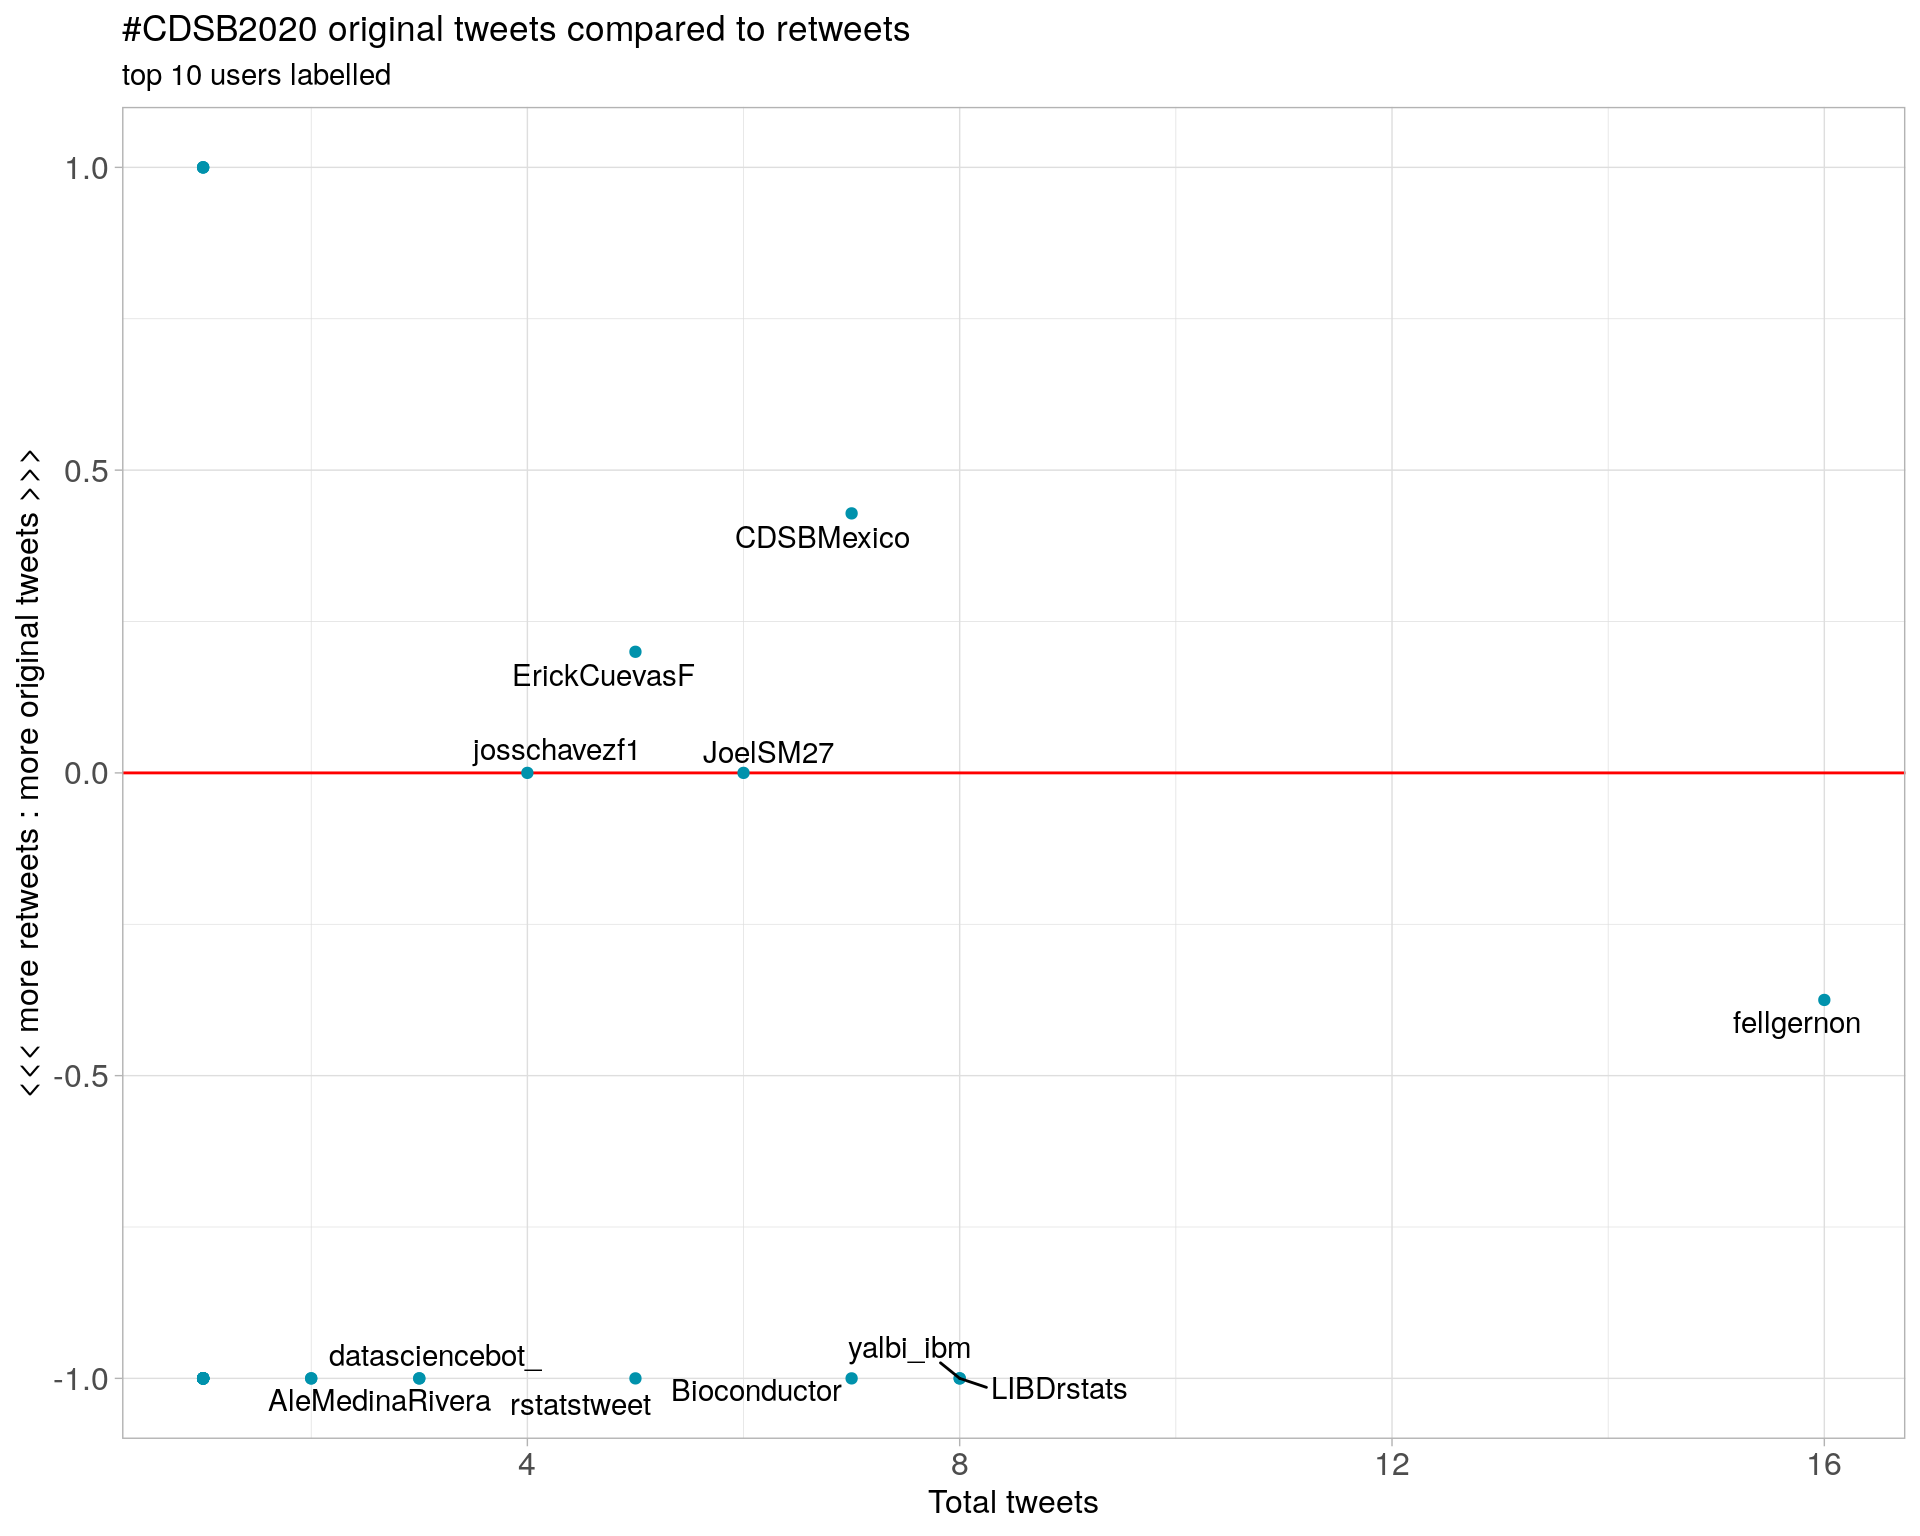 #CDSB2020 original tweets compared to retweets
top 10 users labelled
<<< more retweets : more original tweets >>>
1.0
0.5
0.0
-0.5
-1.0
CDSBMexico
ErickCuevasF
josschavezf1
JoelSM27
fellgernon
yalbi_ibm
datasciencebot_
LIBDrstats
Bioconductor
AleMedinaRivera
rstatstweet
4
8
12
16
Total tweets